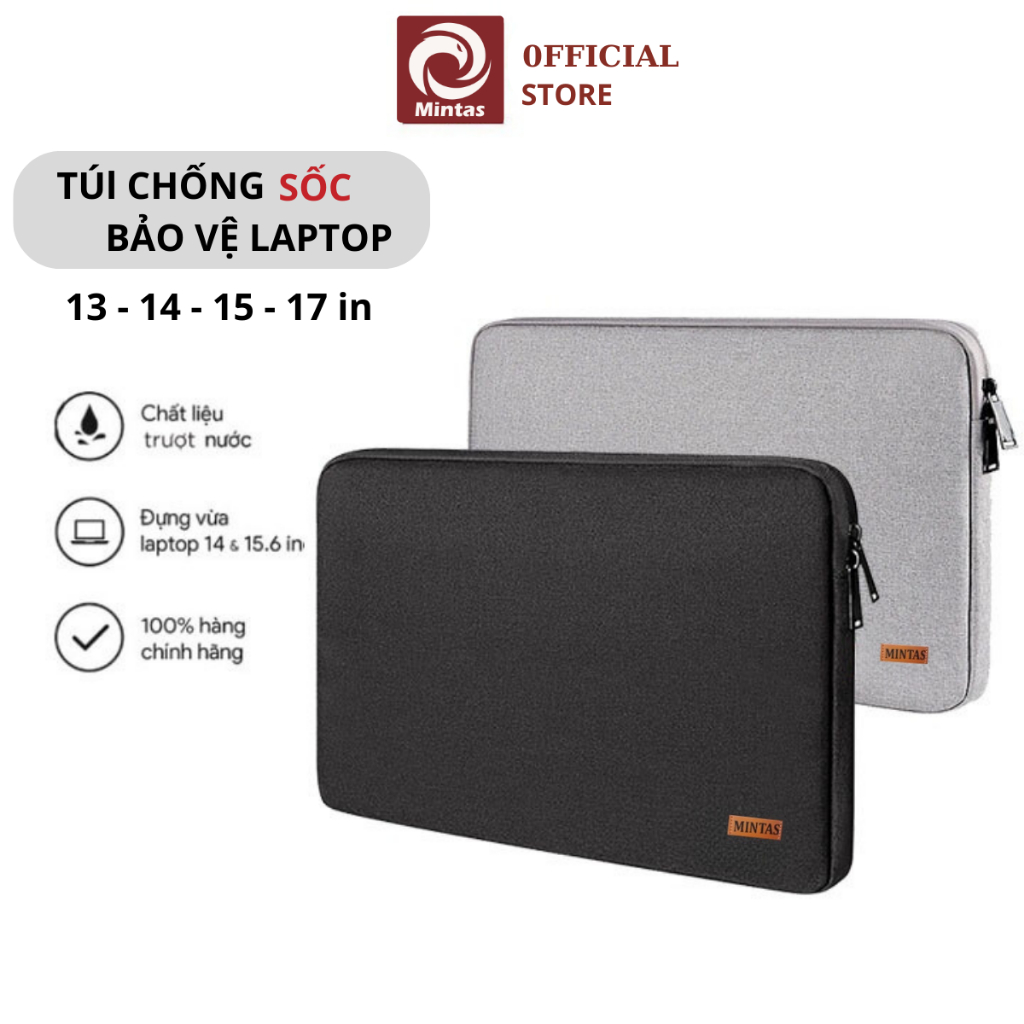 Mintas
0FFICIAL
STORE
TÚI CHỐNG SỐC
BẢO VỆ LAPTOP
13 - 14 - 15 - 17 in
Chất liệu
trượt nước
Đựng vừa
laptop 14 & 15.6 in
100% hàng
chính hãng
MINTAS
MINTAS